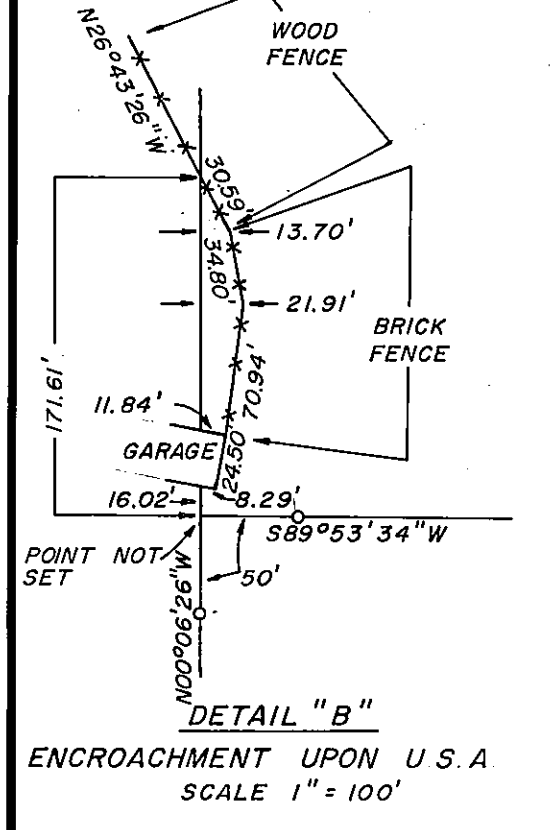 WOOD
FENCE
N26°43'26"W
30.59'
13.70'
34.80'
21.91'
BRICK
FENCE
171.61'
70.94'
11.84'
GARAGE
24.50'
16.02'
8.29'
S89°53'34"W
POINT NOT
SET
50'
N00°06'26"W
DETAIL "B"
ENCROACHMENT UPON U.S.A.
SCALE 1" = 100'